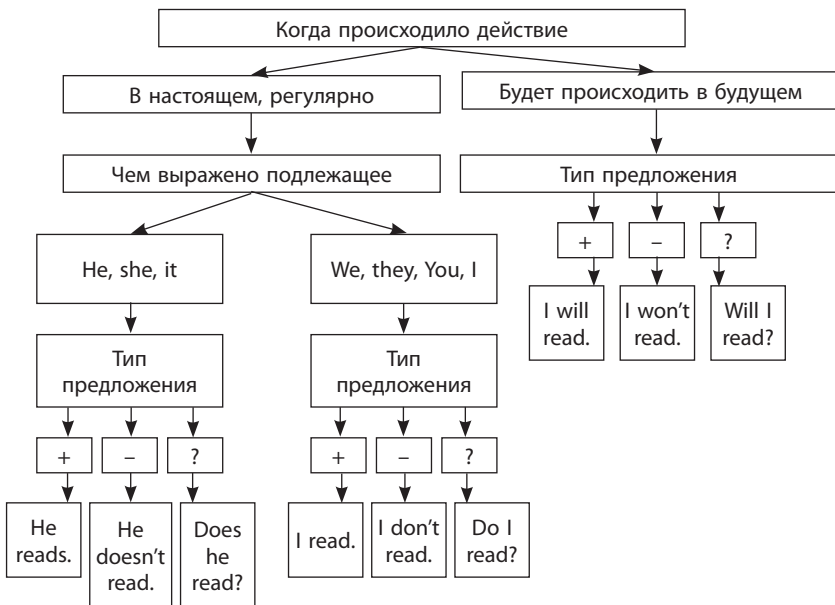 Когда происходило действие
В настоящем, регулярно
Будет происходить в будущем
Чем выражено подлежащее
Тип предложения
+
–
?
He, she, it
We, they, You, I
I will
read.
I won't
read.
Will I
read?
Тип
предложения
Тип
предложения
+
–
?
+
–
?
He
reads.
He
doesn't
read.
Does
he
read?
I read.
I don't
read.
Do I
read?